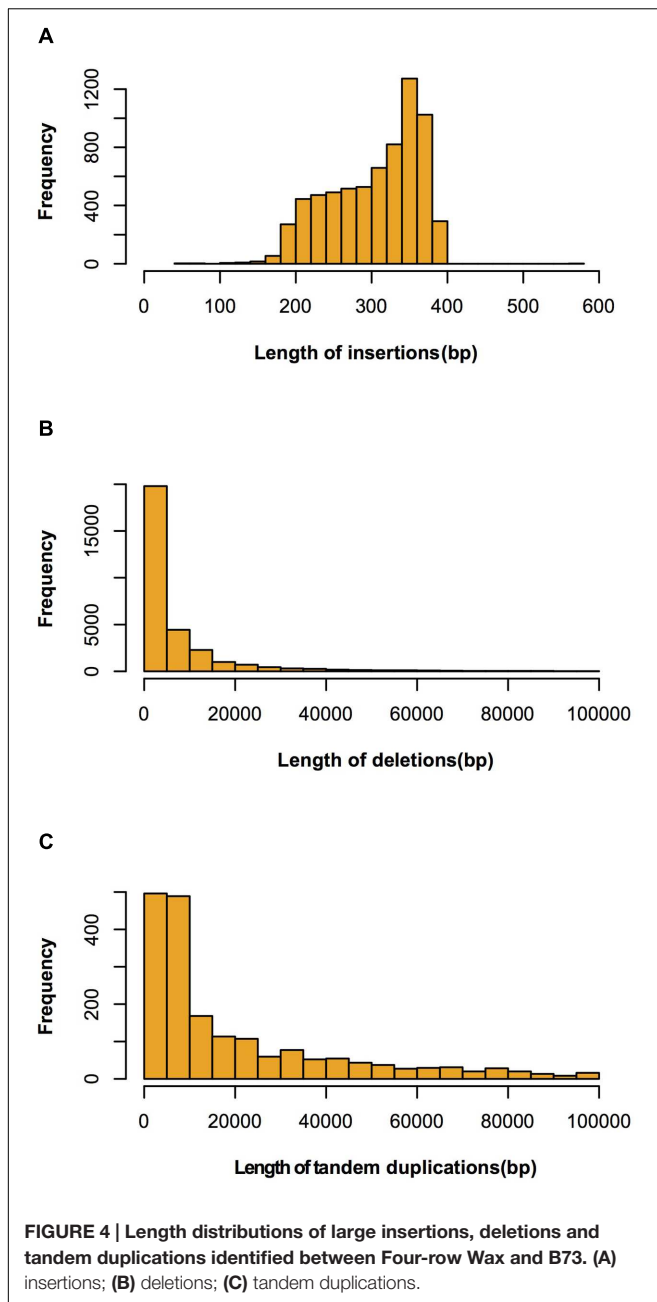 A
Frequency
0 400 800 1200
0 100 200 300 400 500 600
Length of insertions(bp)
B
Frequency
0 5000 15000
0 20000 40000 60000 80000 100000
Length of deletions(bp)
C
Frequency
0 200 400
0 20000 40000 60000 80000 100000
Length of tandem duplications(bp)
FIGURE 4 | Length distributions of large insertions, deletions and
tandem duplications identified between Four-row Wax and B73. (A)
insertions; (B) deletions; (C) tandem duplications.